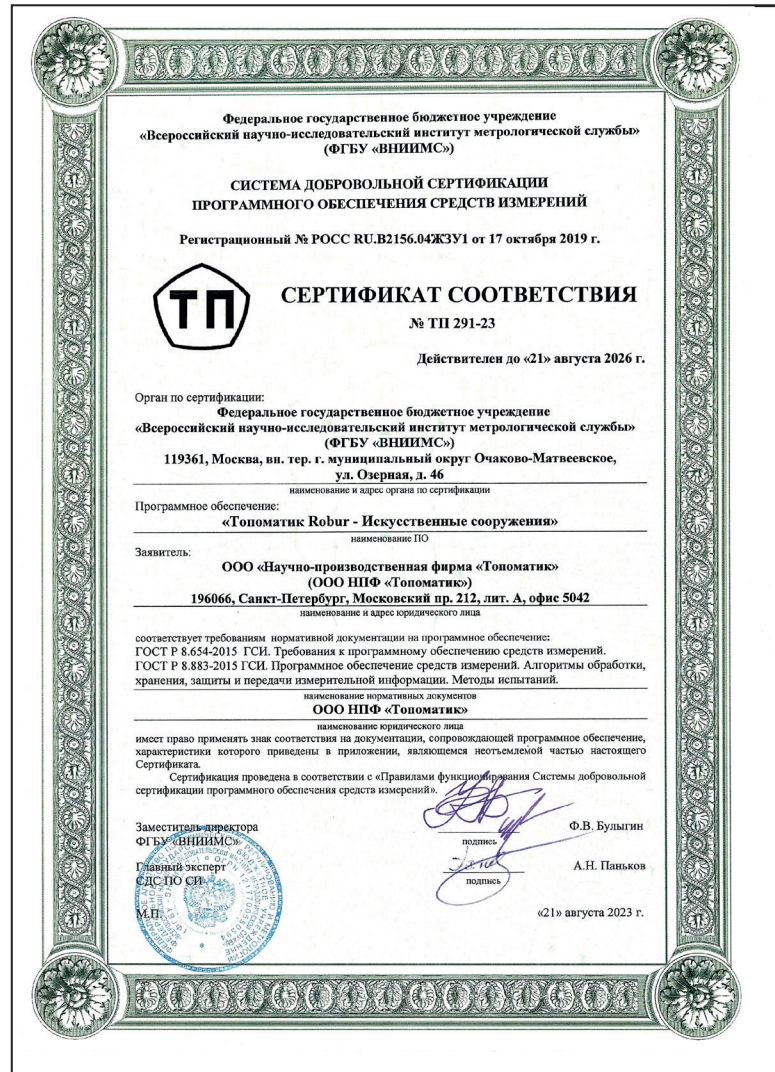 Федеральное государственное бюджетное учреждение
«Всероссийский научно-исследовательский институт метрологической службы»
(ФГБУ «ВНИИМС»)
СИСТЕМА ДОБРОВОЛЬНОЙ СЕРТИФИКАЦИИ
ПРОГРАММНОГО ОБЕСПЕЧЕНИЯ СРЕДСТВ ИЗМЕРЕНИЙ
Регистрационный № РОСС RU.В2156.04ЖЗУ1 от 17 октября 2019 г.
ТП
СЕРТИФИКАТ СООТВЕТСТВИЯ
№ ТП 291-23
Действителен до «21» августа 2026 г.
Орган по сертификации:
Федеральное государственное бюджетное учреждение
«Всероссийский научно-исследовательский институт метрологической службы»
(ФГБУ «ВНИИМС»)
119361, Москва, вн. тер. г. муниципальный округ Очаково-Матвеевское,
ул. Озерная, д. 46
наименование и адрес органа по сертификации
Программное обеспечение:
«Топоматик Robur - Искусственные сооружения»
наименование ПО
Заявитель:
ООО «Научно-производственная фирма «Топоматик»
(ООО НПФ «Топоматик»)
196066, Санкт-Петербург, Московский пр. 212, лит. А, офис 5042
наименование и адрес юридического лица
соответствует требованиям нормативной документации на программное обеспечение:
ГОСТ Р 8.654-2015 ГСИ. Требования к программному обеспечению средств измерений.
ГОСТ Р 8.883-2015 ГСИ. Программное обеспечение средств измерений. Алгоритмы обработки,
хранения, защиты и передачи измерительной информации. Методы испытаний.
наименование нормативных документов
ООО НПФ «Топоматик»
наименование юридического лица
имеет право применять знак соответствия на документации, сопровождающей программное обеспечение,
характеристики которого приведены в приложении, являющемся неотъемлемой частью настоящего
Сертификата.
Сертификация проведена в соответствии с «Правилами функционирования Системы добровольной
сертификации программного обеспечения средств измерений».
Заместитель директора
ФГБУ «ВНИИМС»
Ф.В. Булыгин
подпись
Главный эксперт
СДС ПО СИ
А.Н. Паньков
подпись
М.П.
«21» августа 2023 г.